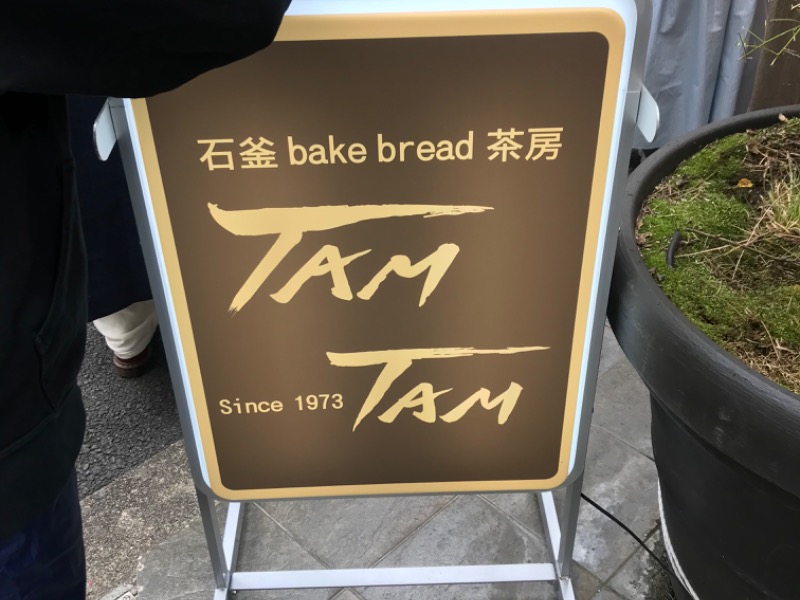 石釜 bake bread 茶房
TAM
Since 1973 TAM